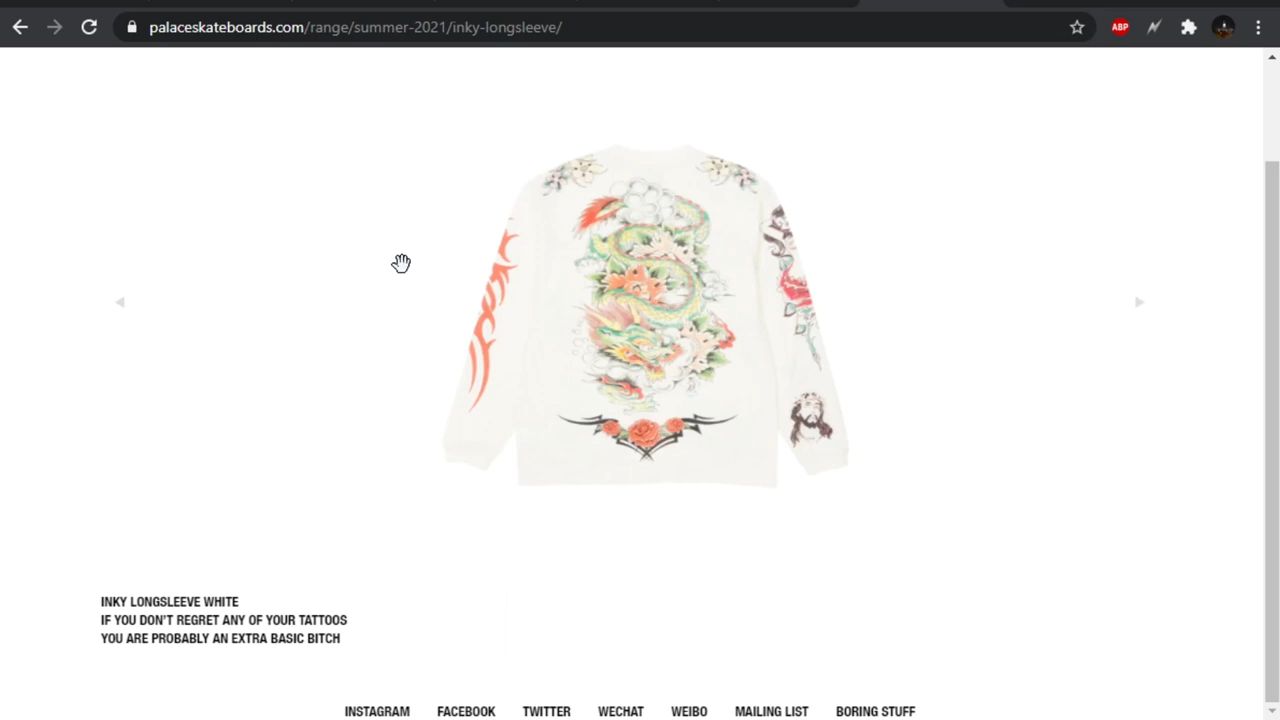 palaceskateboards.com/range/summer-2021/inky-longsleeve/
ABP
INKY LONGSLEEVE WHITE
IF YOU DON'T REGRET ANY OF YOUR TATTOOS
YOU ARE PROBABLY AN EXTRA BASIC BITCH
INSTAGRAM FACEBOOK TWITTER WECHAT WEIBO MAILING LIST BORING STUFF